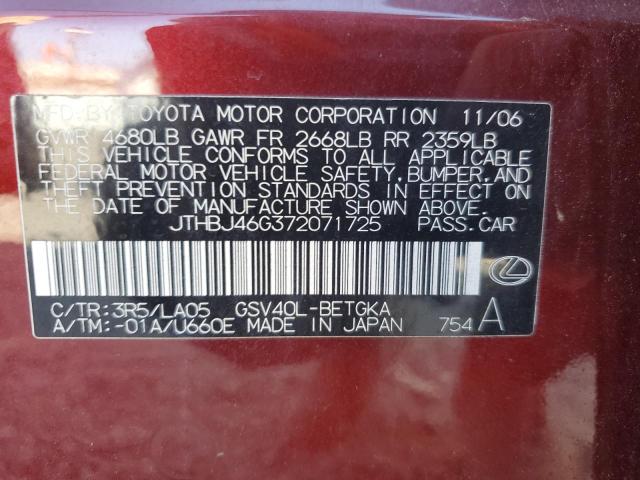 MFD. BY: TOYOTA MOTOR CORPORATION 11/06
GVWR 4680LB GAWR FR 2668LB RR 2359LB
THIS VEHICLE CONFORMS TO ALL APPLICABLE
FEDERAL MOTOR VEHICLE SAFETY, BUMPER, AND
THEFT PREVENTION STANDARDS IN EFFECT ON
THE DATE OF MANUFACTURE SHOWN ABOVE.
JTHBJ46G372071725 PASS. CAR
C/TR: 3R5/LA05 GSV40L-BETGKA
A/TM: -01A/U660E MADE IN JAPAN 754 A